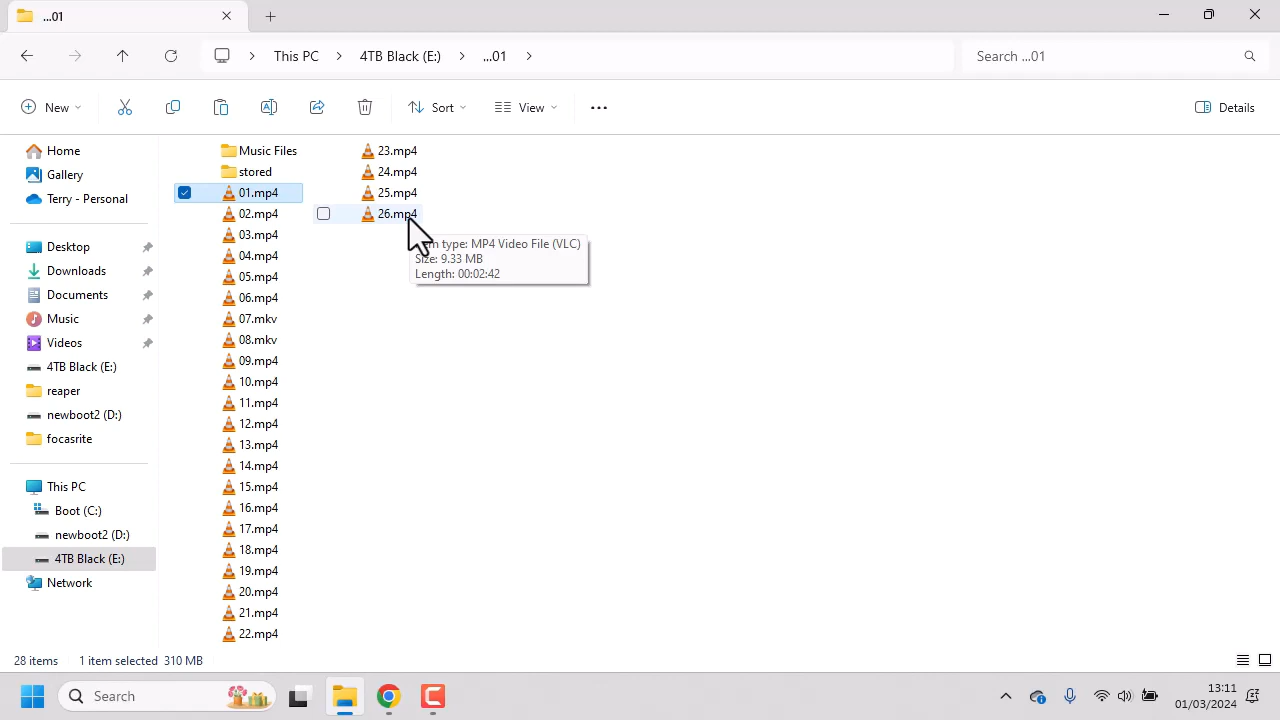 ...01
This PC
4TB Black (E:)
...01
Search ...01
New
Sort
View
Details
Home
Gallery
Terry - Personal
Desktop
Downloads
Documents
Music
Videos
4TB Black (E:)
reaper
newboot2 (D:)
focasrite
This PC
Boot (C:)
newboot2 (D:)
4TB Black (E:)
Network
Music Files
stored
01.mp4
02.mp4
03.mp4
04.mp4
05.mp4
06.mp4
07.mkv
08.mkv
09.mp4
10.mp4
11.mp4
12.mp4
13.mp4
14.mp4
15.mp4
16.mp4
17.mp4
18.mp4
19.mp4
20.mp4
21.mp4
22.mp4
23.mp4
24.mp4
25.mp4
26.mp4
type: MP4 Video File (VLC)
Size: 9.33 MB
Length: 00:02:42
28 items
1 item selected 310 MB
Search
13:11
01/03/2024